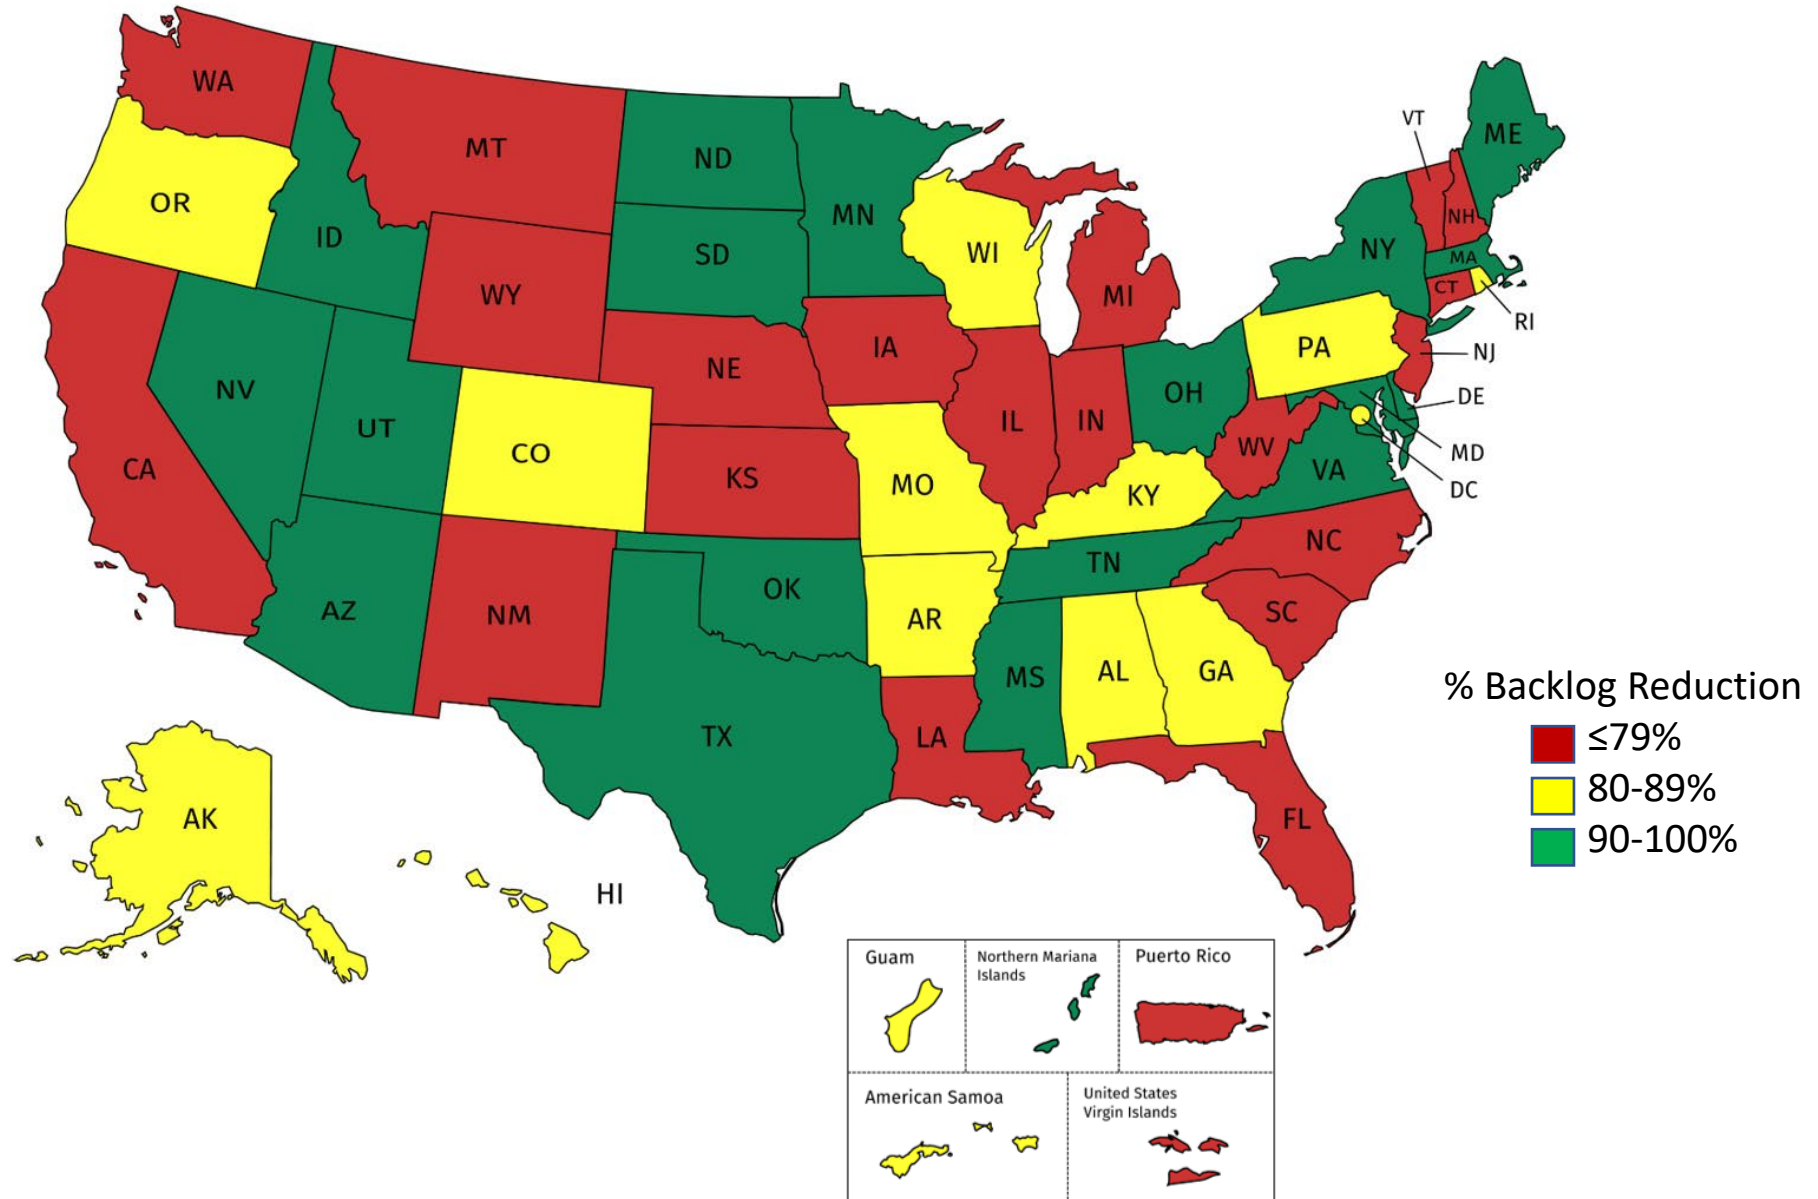 WA
MT
ND
MN
OR
ID
SD
WI
WY
MI
VT
ME
NH
NY
MA
CT
RI
NV
UT
CO
NE
IA
IL
IN
OH
PA
NJ
DE
CA
KS
MO
KY
WV
VA
MD
DC
AZ
NM
OK
AR
TN
NC
SC
TX
LA
MS
AL
GA
FL
AK
HI
% Backlog Reduction
≤79%
80-89%
90-100%
Guam
Northern Mariana
Islands
Puerto Rico
American Samoa
United States
Virgin Islands